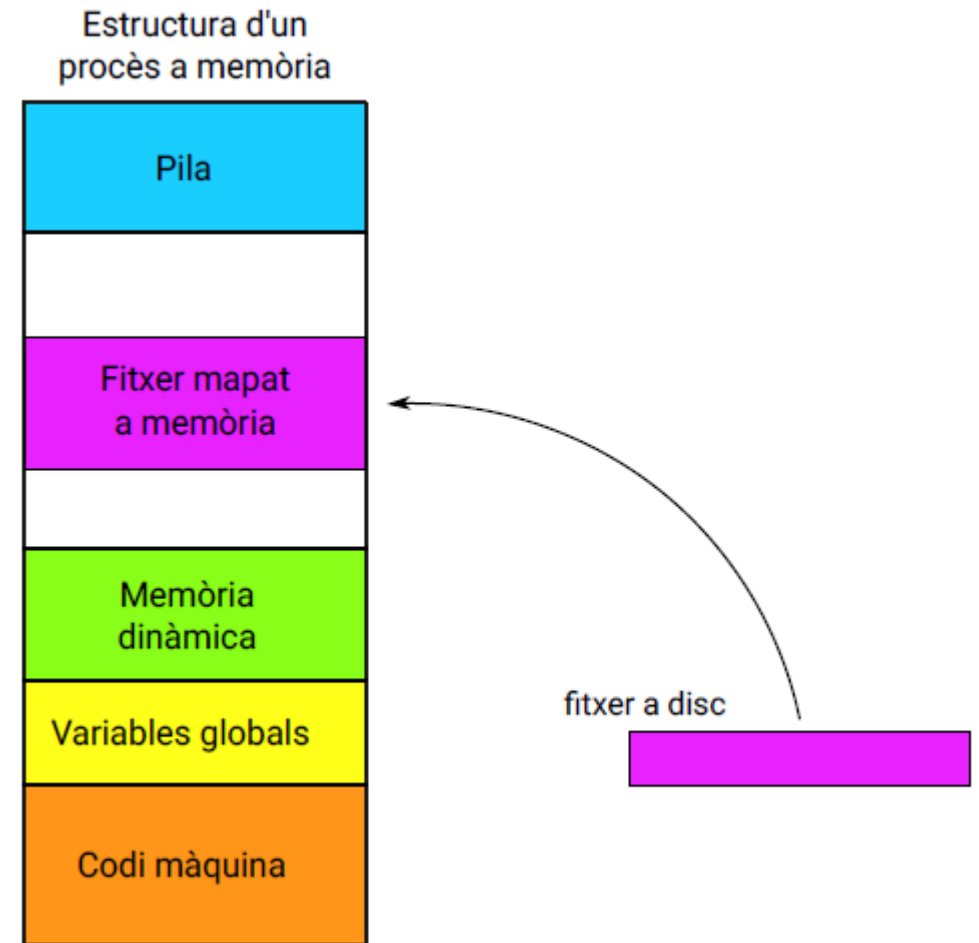 Estructura d'un
procès a memòria
Pila
Fitxer mapat
a memòria
Memòria
dinàmica
fitxer a disc
Variables globals
Codi màquina